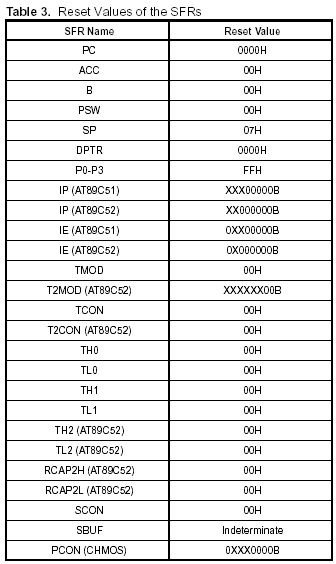 Table 3. Reset Values of the SFRs
SFR Name Reset Value
PC 0000H
ACC 00H
B 00H
PSW 00H
SP 07H
DPTR 0000H
P0-P3 FFH
IP (AT89C51) XXX00000B
IP (AT89C52) XX000000B
IE (AT89C51) 0XX00000B
IE (AT89C52) 0X000000B
TMOD 00H
T2MOD (AT89C52) XXXXXX00B
TCON 00H
T2CON (AT89C52) 00H
TH0 00H
TL0 00H
TH1 00H
TL1 00H
TH2 (AT89C52) 00H
TL2 (AT89C52) 00H
RCAP2H (AT89C52) 00H
RCAP2L (AT89C52) 00H
SCON 00H
SBUF Indeterminate
PCON (CHMOS) 0XXX0000B